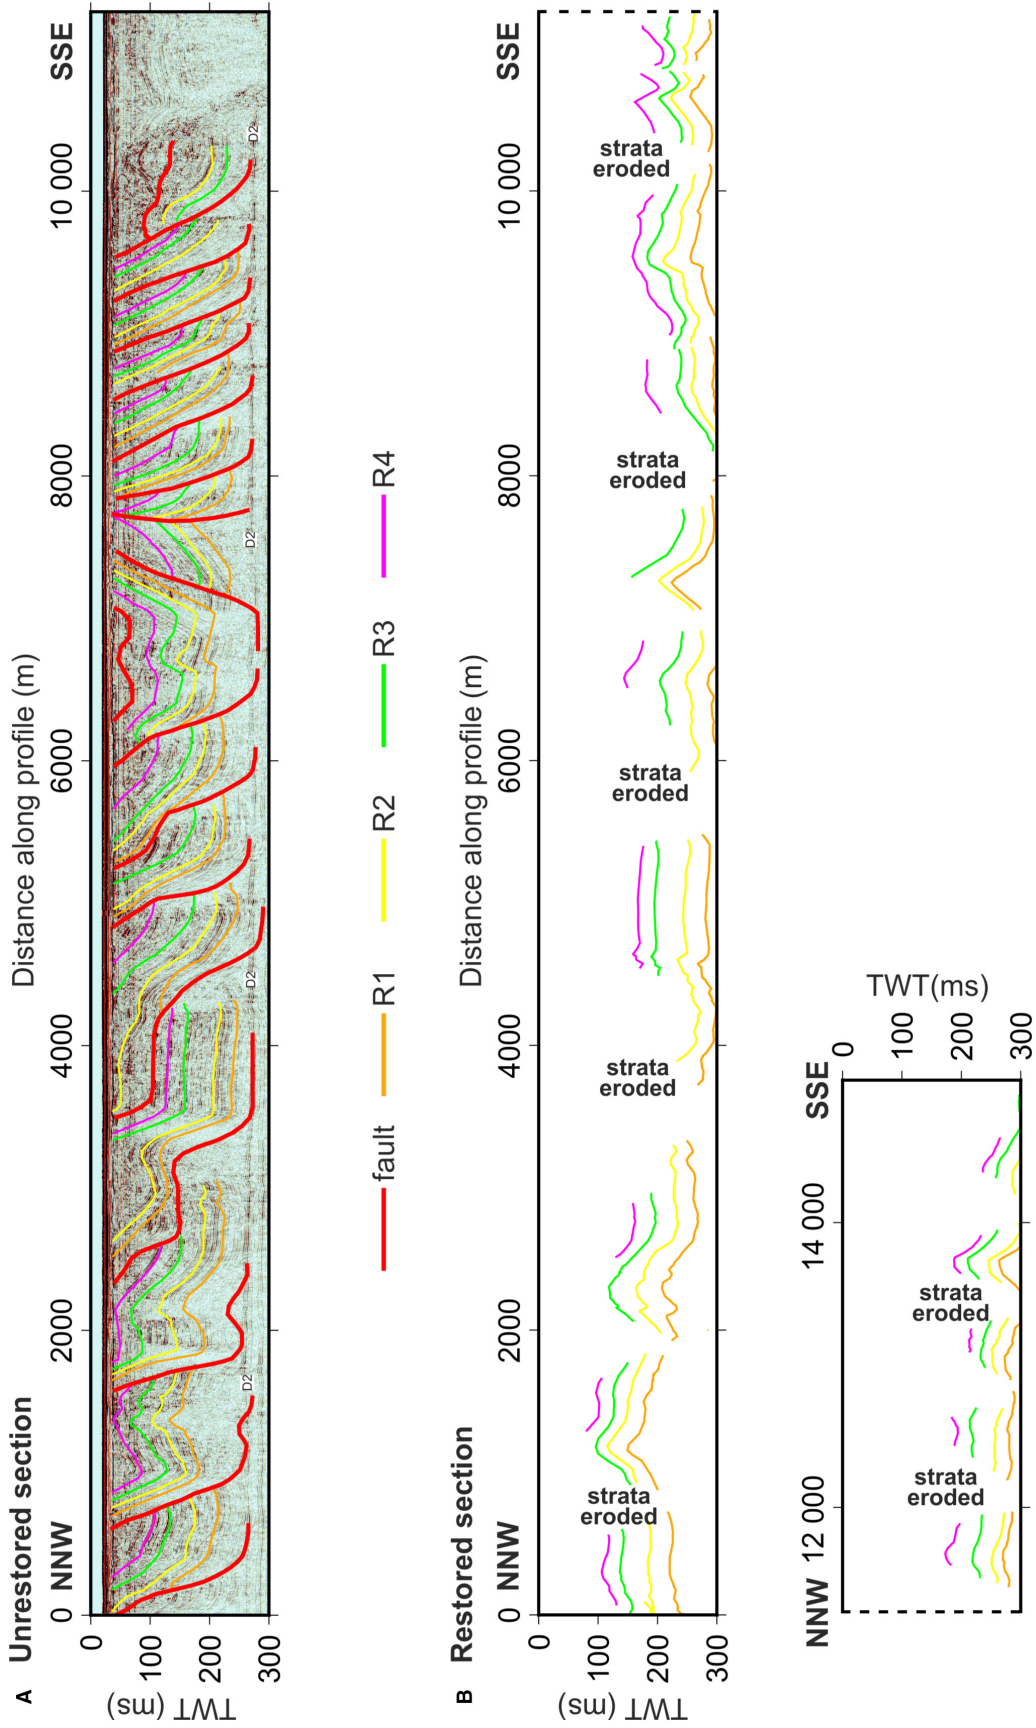 A Unrestored section
Distance along profile (m)
0 NNW 2000 4000 6000 8000 10 000 SSE
0
100
200
300
TWT (ms)
D2
D2
D2
D2
fault R1 R2 R3 R4
B Restored section
Distance along profile (m)
0 NNW 2000 4000 6000 8000 10 000 SSE
0
100
200
300
TWT (ms)
strata
eroded
strata
eroded
strata
eroded
strata
eroded
strata
eroded
NNW 12 000 14 000 SSE
0
100
200
300
TWT(ms)
strata
eroded
strata
eroded